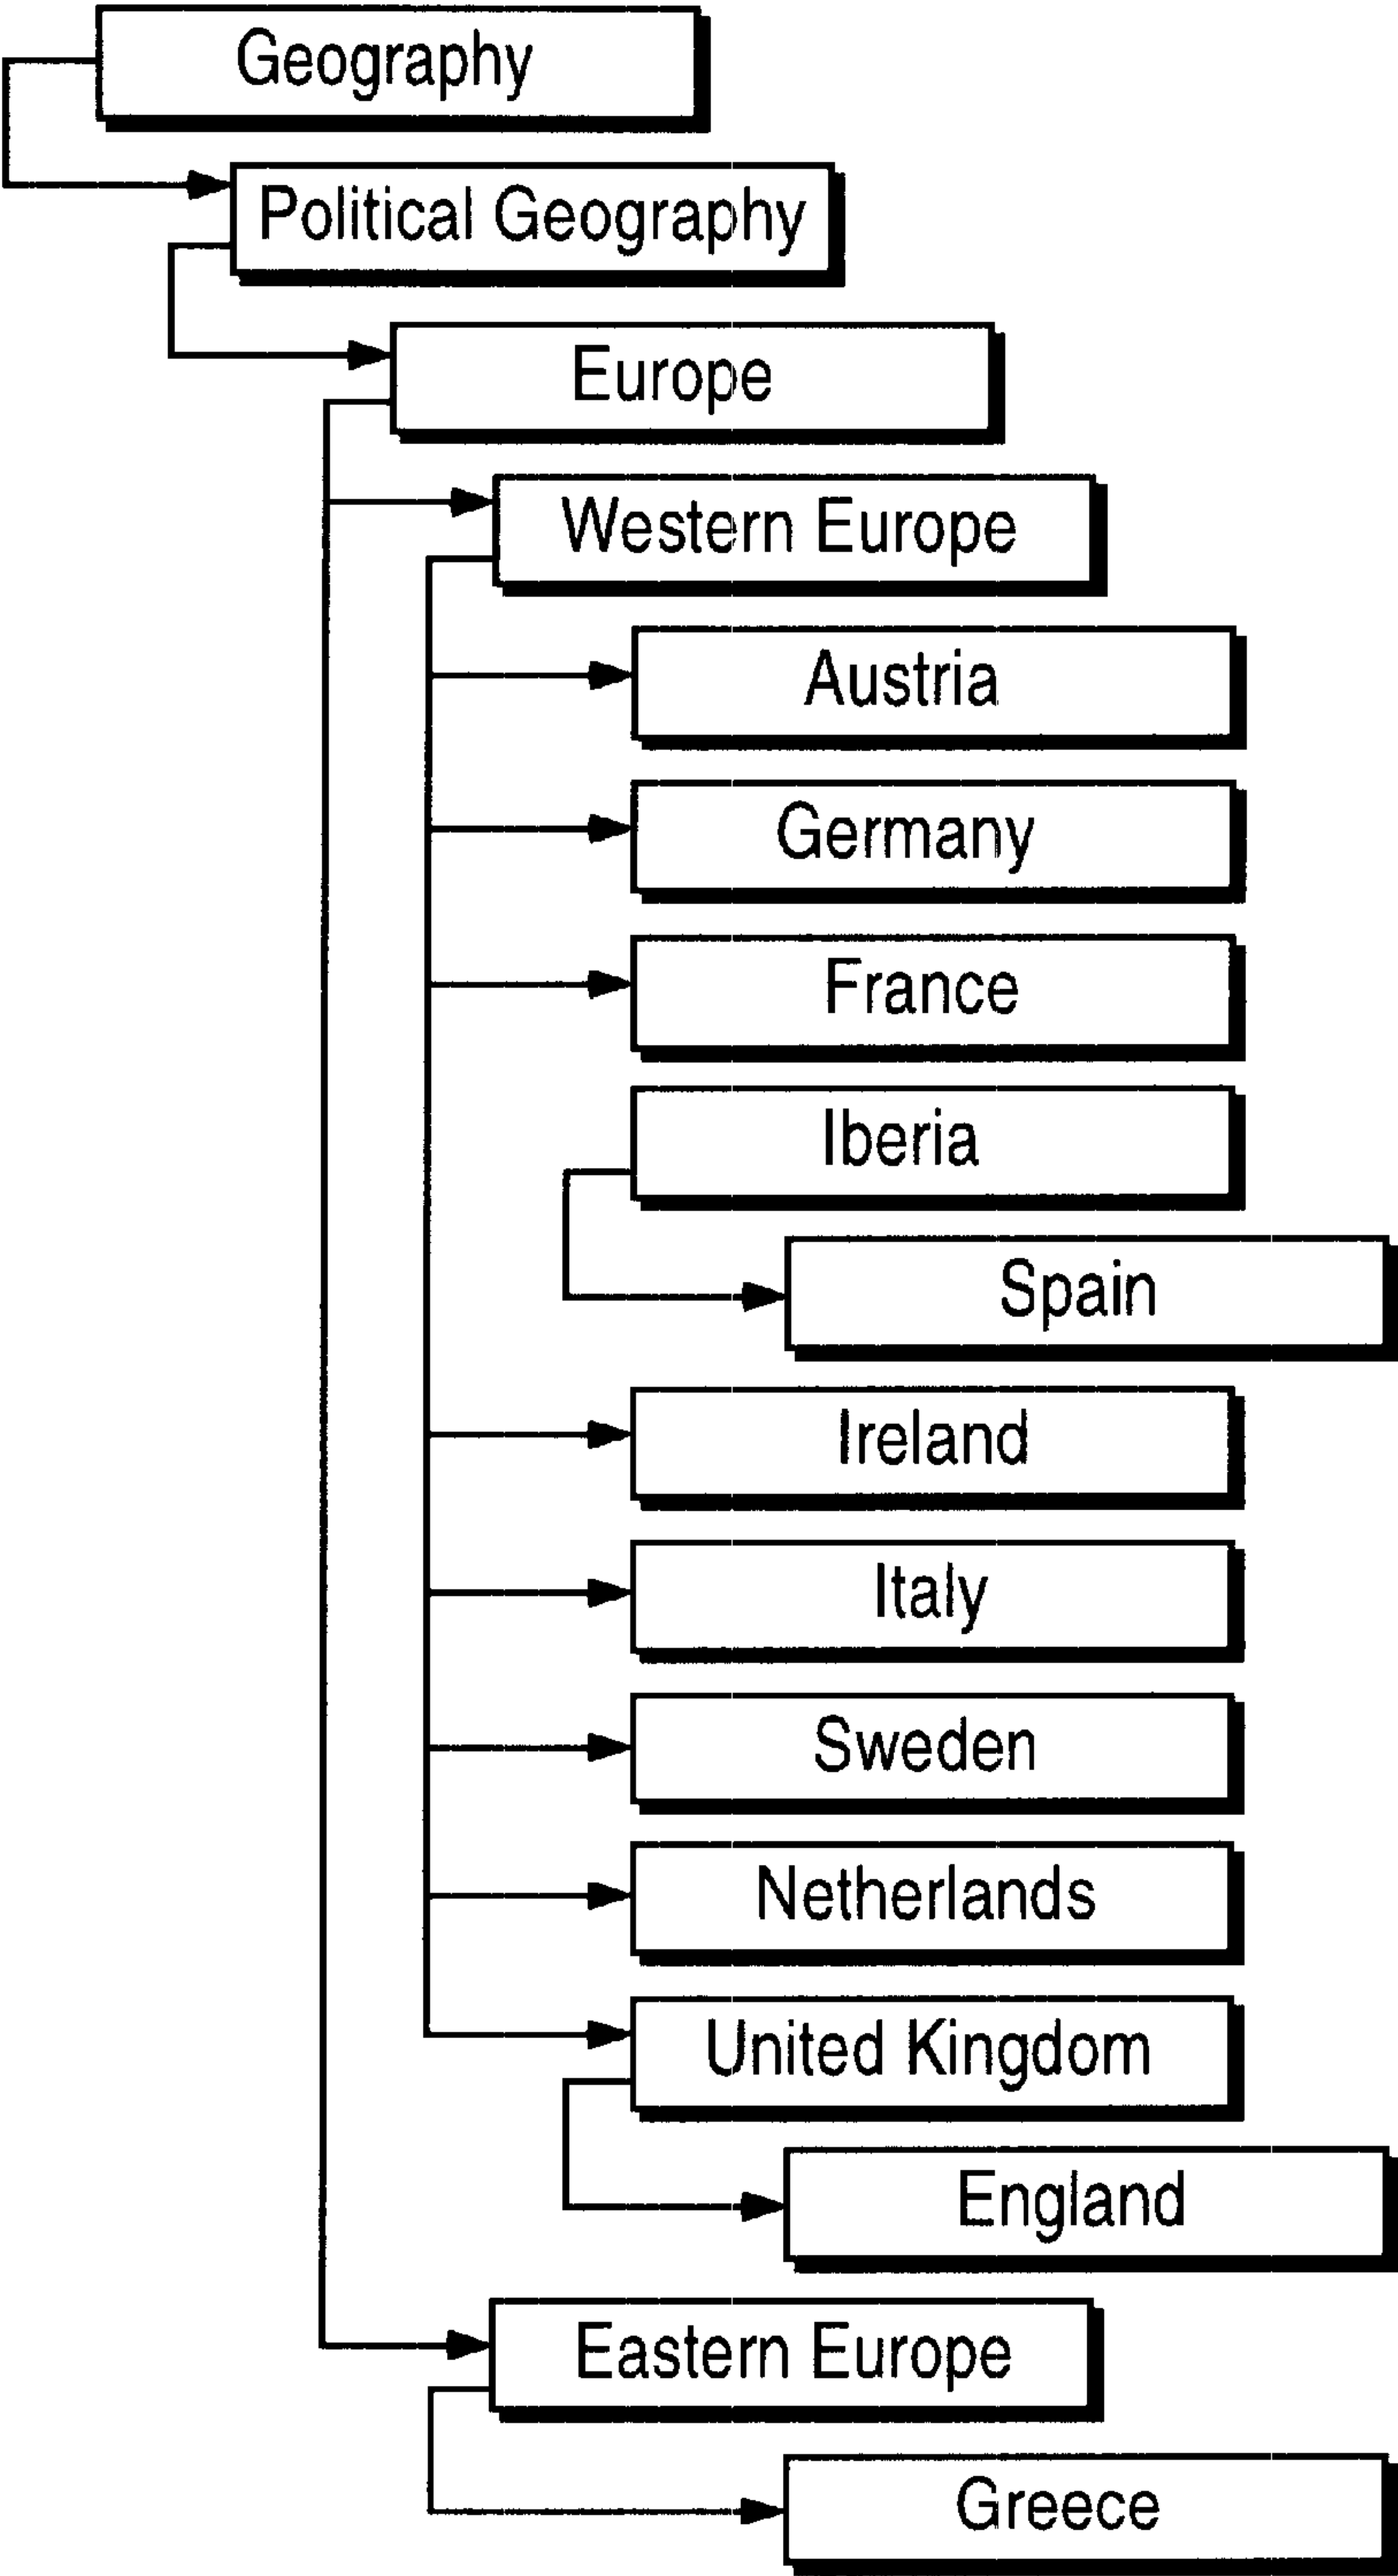 Geography
Political Geography
Europe
Western Europe
Austria
Germany
France
Iberia
Spain
Ireland
Italy
Sweden
Netherlands
United Kingdom
England
Eastern Europe
Greece